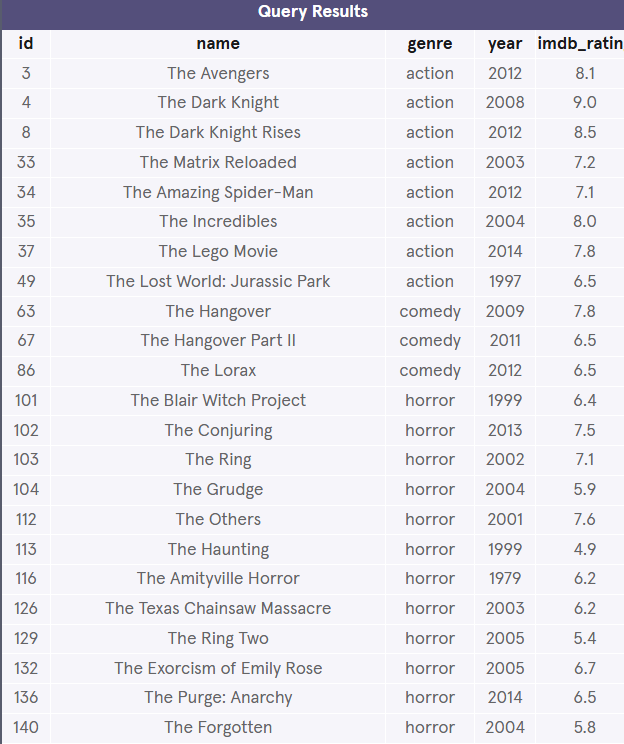 Query Results
id name genre year imdb_ratin
3 The Avengers action 2012 8.1
4 The Dark Knight action 2008 9.0
8 The Dark Knight Rises action 2012 8.5
33 The Matrix Reloaded action 2003 7.2
34 The Amazing Spider-Man action 2012 7.1
35 The Incredibles action 2004 8.0
37 The Lego Movie action 2014 7.8
49 The Lost World: Jurassic Park action 1997 6.5
63 The Hangover comedy 2009 7.8
67 The Hangover Part II comedy 2011 6.5
86 The Lorax comedy 2012 6.5
101 The Blair Witch Project horror 1999 6.4
102 The Conjuring horror 2013 7.5
103 The Ring horror 2002 7.1
104 The Grudge horror 2004 5.9
112 The Others horror 2001 7.6
113 The Haunting horror 1999 4.9
116 The Amityville Horror horror 1979 6.2
126 The Texas Chainsaw Massacre horror 2003 6.2
129 The Ring Two horror 2005 5.4
132 The Exorcism of Emily Rose horror 2005 6.7
136 The Purge: Anarchy horror 2014 6.5
140 The Forgotten horror 2004 5.8